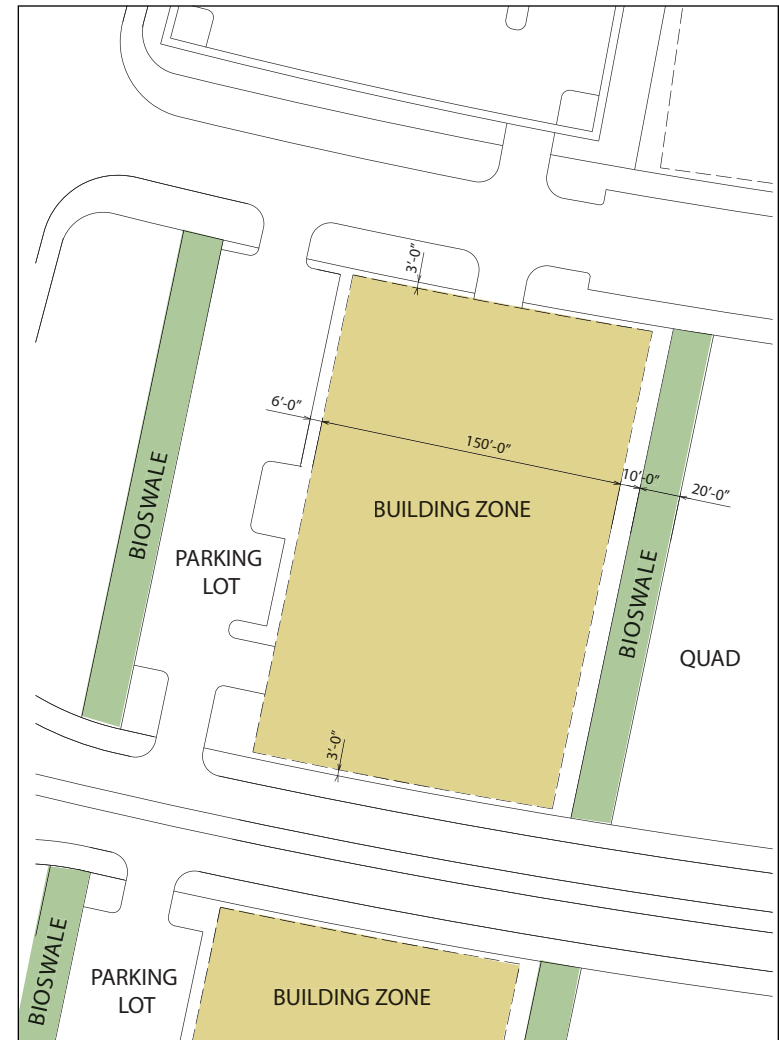 3’-0”
6’-0”
150’-0”
10’-0”
20’-0”
BUILDING ZONE
BIOSWALE
PARKING
LOT
BIOSWALE
QUAD
3’-0”
BIOSWALE
PARKING
LOT
BUILDING ZONE